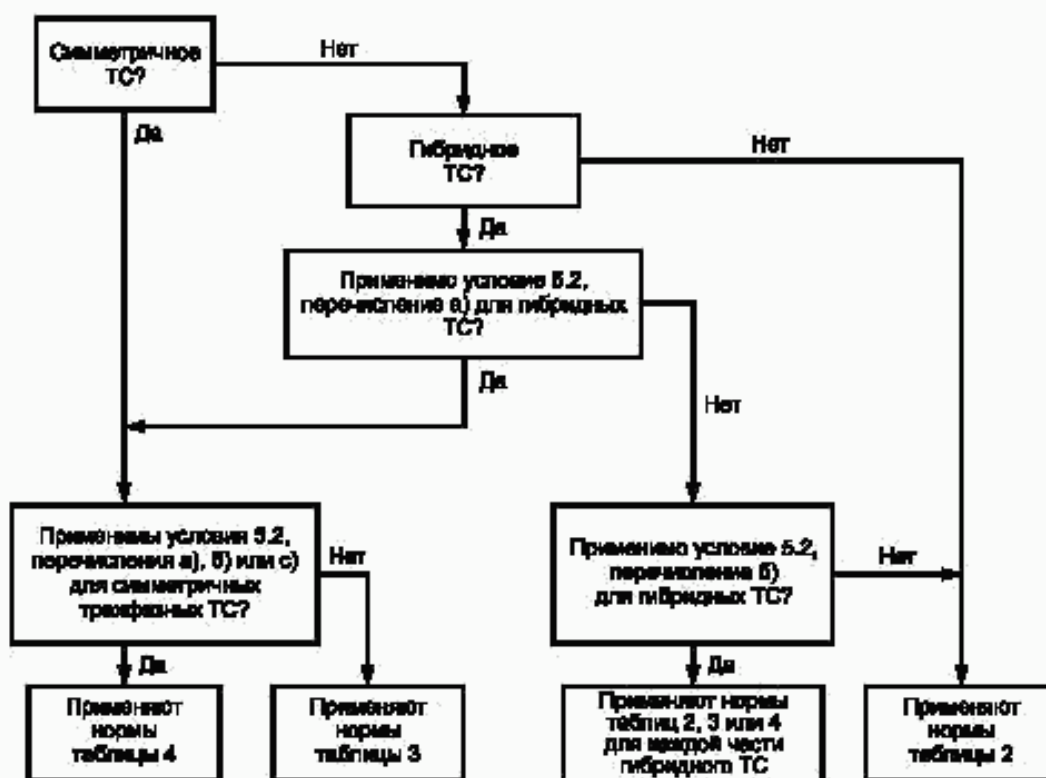 Симметричное
ТС?
Нет
Да
Гибридное
ТС?
Нет
Да
Применимо условие 5.2,
перечисление а) для гибридных
ТС?
Да
Нет
Применимы условия 5.2,
перечисления а), б) или с)
для симметричных
трехфазных ТС?
Нет
Применимо условие 5.2,
перечисление б)
для гибридных ТС?
Нет
Да
Да
Применяют
нормы
таблицы 4
Применяют
нормы
таблицы 3
Применяют нормы
таблиц 2, 3 или 4
для каждой части
гибридного ТС
Применяют
нормы
таблицы 2